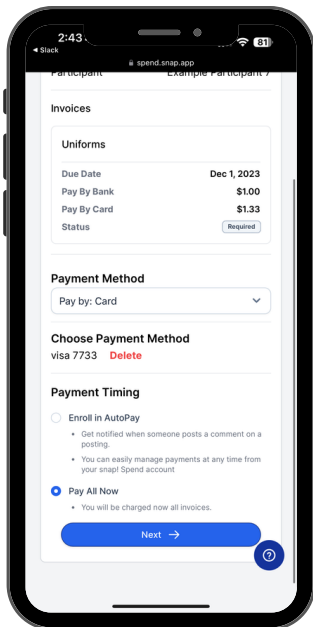 2:43
81
◀ Slack
spend.snap.app
Participant Example Participant 7
Invoices
Uniforms
Due Date Dec 1, 2023
Pay By Bank $1.00
Pay By Card $1.33
Status Required
Payment Method
Pay by: Card
Choose Payment Method
visa 7733 Delete
Payment Timing
Enroll in AutoPay
• Get notified when someone posts a comment on a
posting.
• You can easily manage payments at any time from
your snap! Spend account
Pay All Now
• You will be charged now all invoices.
Next →
?